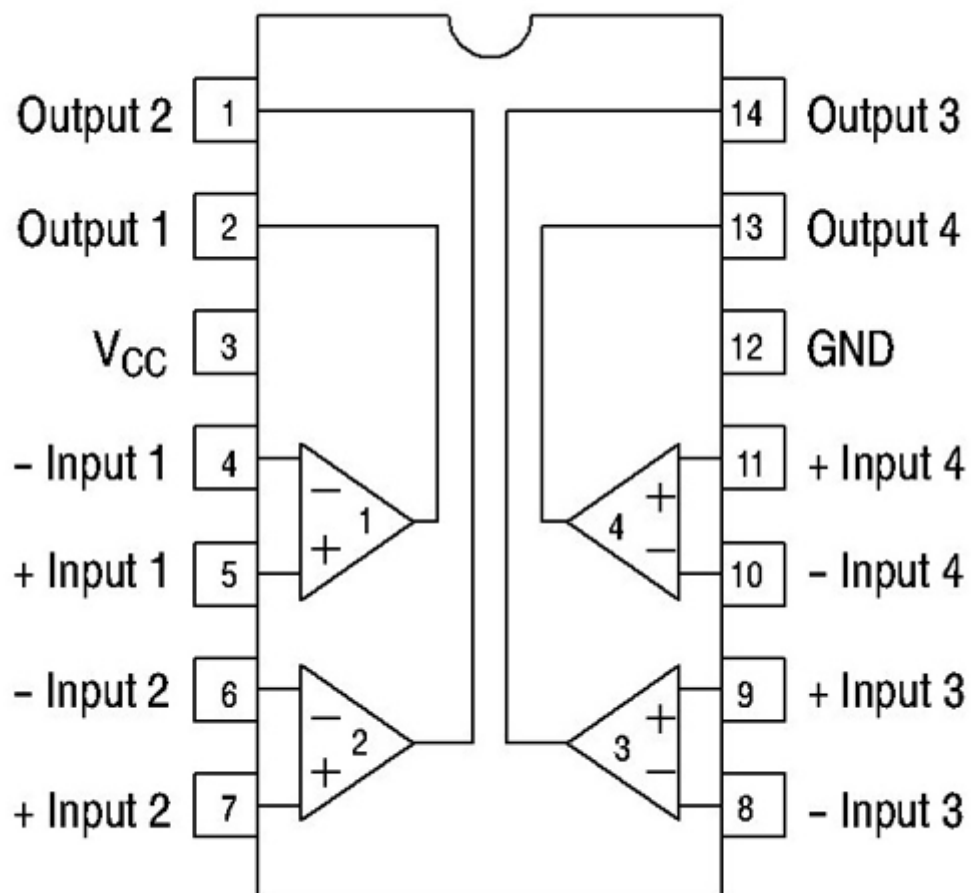 Output 2 1 14 Output 3
Output 1 2 13 Output 4
VCC 3 12 GND
– Input 1 4 – 1 + 4 11 + Input 4
+ Input 1 5 + – 10 – Input 4
– Input 2 6 – 2 + 3 9 + Input 3
+ Input 2 7 + – 8 – Input 3